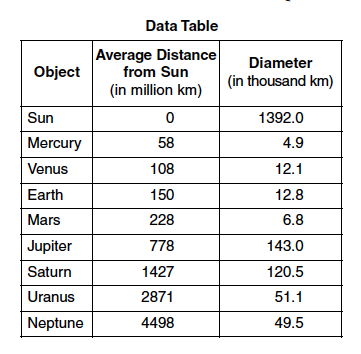 Data Table
Object Average Distance from Sun (in million km) Diameter (in thousand km)
Sun 0 1392.0
Mercury 58 4.9
Venus 108 12.1
Earth 150 12.8
Mars 228 6.8
Jupiter 778 143.0
Saturn 1427 120.5
Uranus 2871 51.1
Neptune 4498 49.5